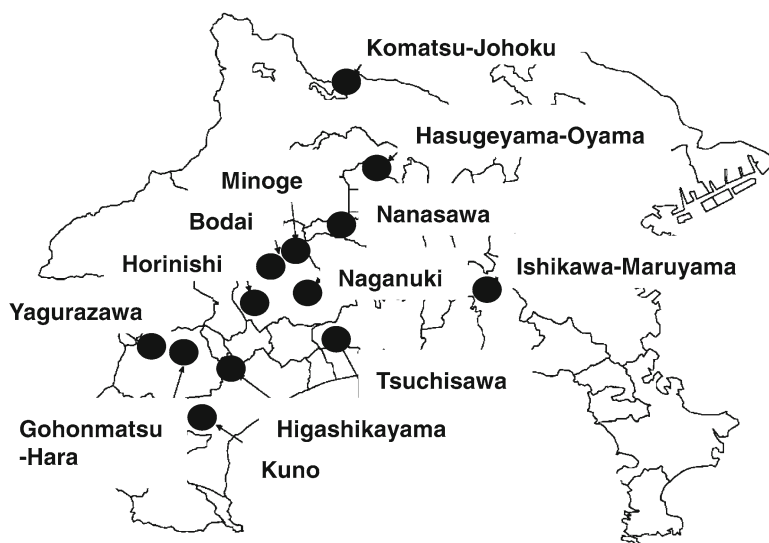 Komatsu-Johoku
Hasugeyama-Oyama
Minoge
Bodai
Nanasawa
Horinishi
Naganuki
Ishikawa-Maruyama
Yagurazawa
Tsuchisawa
Gohonmatsu
-Hara
Higashikayama
Kuno